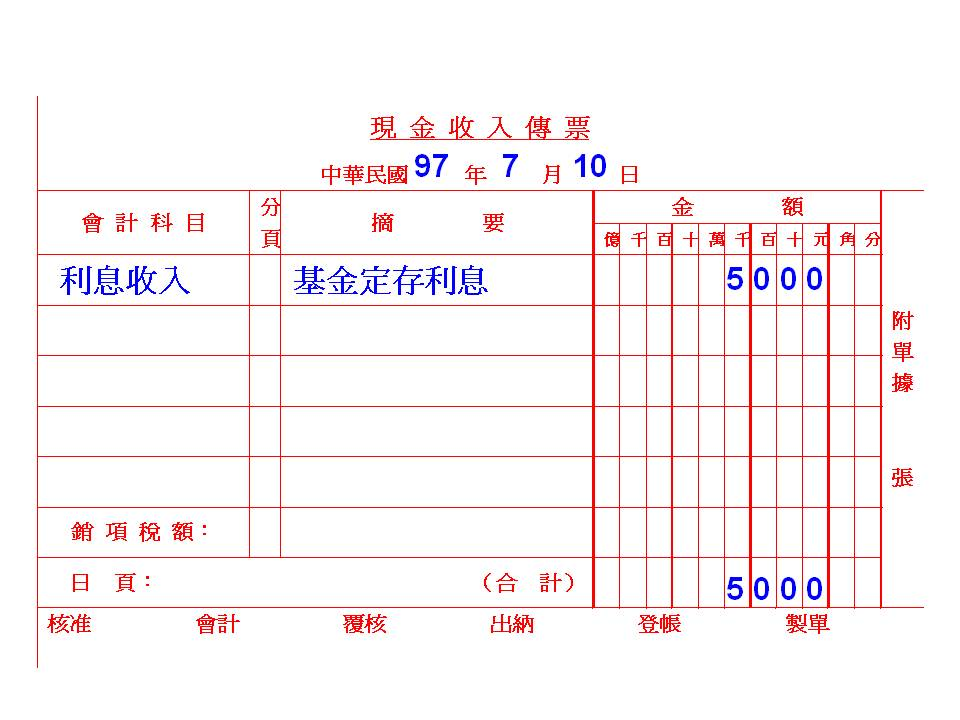 現金收入傳票
中華民國 97 年 7 月 10 日
會計科目 分頁 摘要 金額 附單據 張
億 千 百 十 萬 千 百 十 元 角 分
利息收入 基金定存利息 5 0 0 0
銷項稅額：
日頁： （合計） 5 0 0 0
核准 會計 覆核 出納 登帳 製單